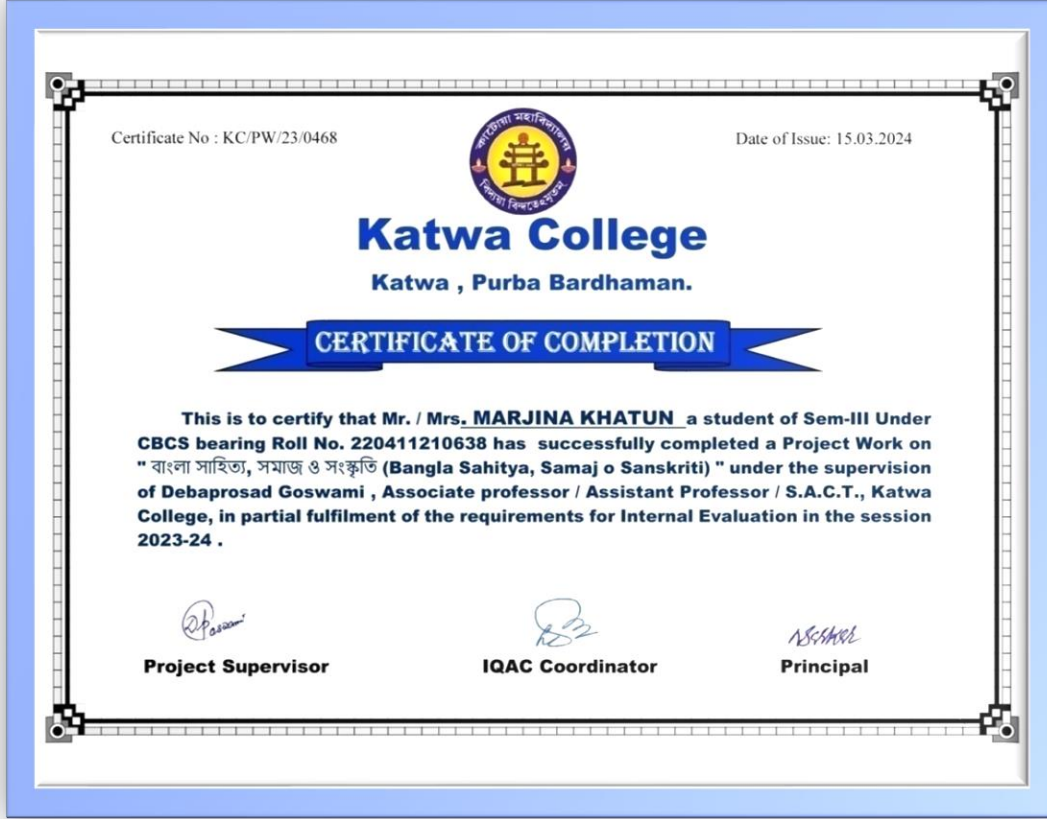 Certificate No : KC/PW/23/0468
Date of Issue: 15.03.2024
কাটোয়া মহাবিদ্যালয়
Katwa College
Katwa , Purba Bardhaman.
CERTIFICATE OF COMPLETION
This is to certify that Mr. / Mrs. MARJINA KHATUN a student of Sem-III Under
CBCS bearing Roll No. 220411210638 has successfully completed a Project Work on
" বাংলা সাহিত্য, সমাজ ও সংস্কৃতি (Bangla Sahitya, Samaj o Sanskriti) " under the supervision
of Debaprosad Goswami , Associate professor / Assistant Professor / S.A.C.T., Katwa
College, in partial fulfilment of the requirements for Internal Evaluation in the session
2023-24 .
Project Supervisor
IQAC Coordinator
Principal